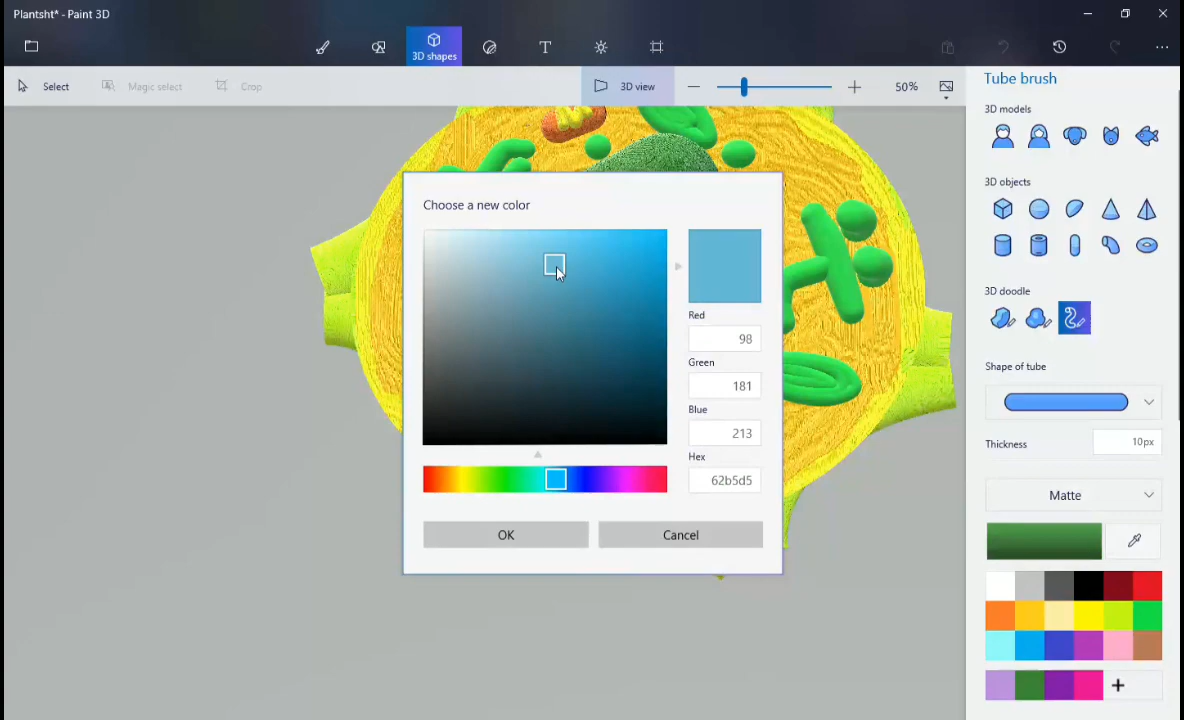 Plantsht* - Paint 3D
3D shapes
Select
Magic select
Crop
3D view
50%
Tube brush
3D models
3D objects
3D doodle
Shape of tube
Thickness
10px
Matte
Choose a new color
Red
98
Green
181
Blue
213
Hex
62b5d5
OK
Cancel